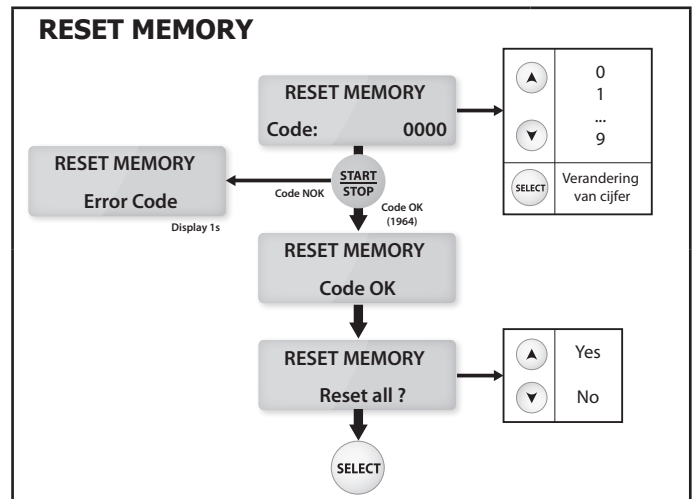 RESET MEMORY
RESET MEMORY
Code: 0000
0
1
...
9
SELECT
Verandering
van cijfer
START
STOP
Code NOK
Code OK
(1964)
RESET MEMORY
Error Code
Display 1s
RESET MEMORY
Code OK
RESET MEMORY
Reset all ?
Yes
No
SELECT